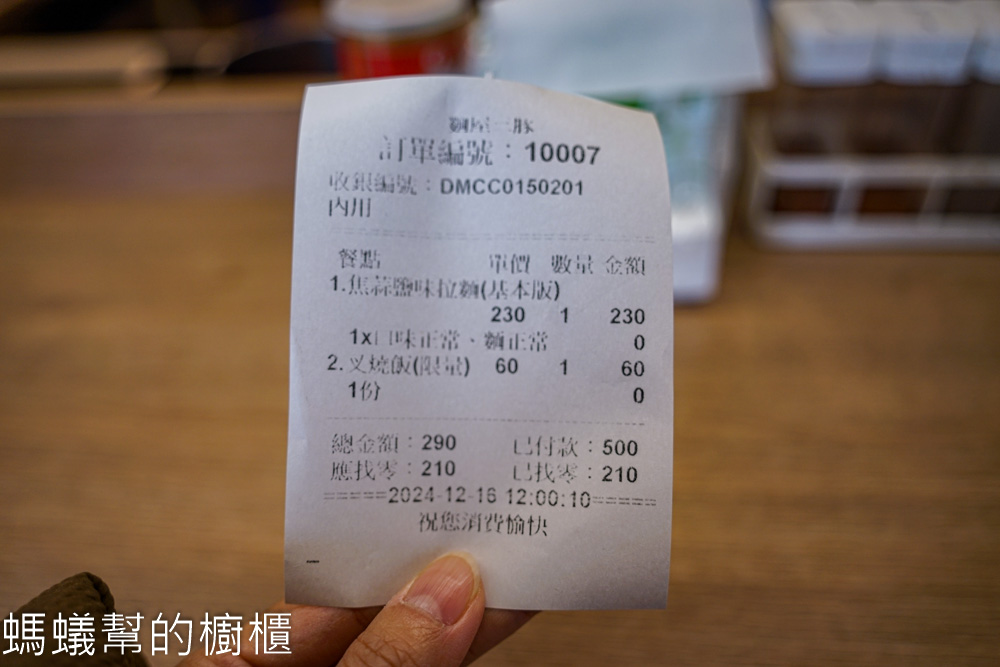 麵屋一豚
訂單編號：10007
收銀編號：DMCC0150201
內用
餐點 單價 數量 金額
1.焦蒜鹽味拉麵(基本版)
230 1 230
1x口味正常、麵正常 0
2.叉燒飯(限量) 60 1 60
1份 0
總金額：290 已付款：500
應找零：210 已找零：210
=====2024-12-16 12:00:10=====
祝您消費愉快
螞蟻幫的櫥櫃